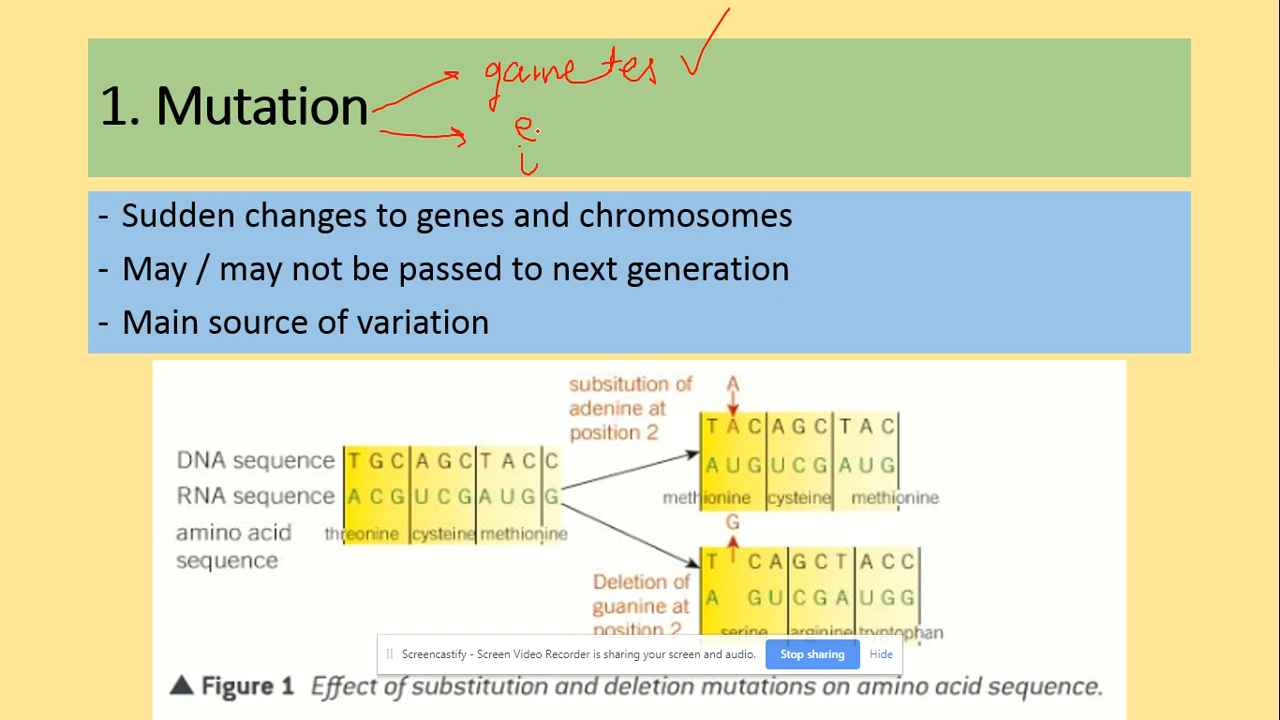 gametes
1. Mutation
e
i
- Sudden changes to genes and chromosomes
- May / may not be passed to next generation
- Main source of variation
subsitution of
adenine at
position 2
A
T A C A G C T A C
A U G U C G A U G
methionine cysteine methionine
DNA sequence T G C A G C T A C C
RNA sequence A C G U C G A U G G
amino acid
sequence
threonine cysteine methionine
G
Deletion of
guanine at
position 2
T C A G C T A C C
A G U C G A U G G
serine arginine tryptophan
Screencastify - Screen Video Recorder is sharing your screen and audio. Stop sharing Hide
▲ Figure 1 Effect of substitution and deletion mutations on amino acid sequence.